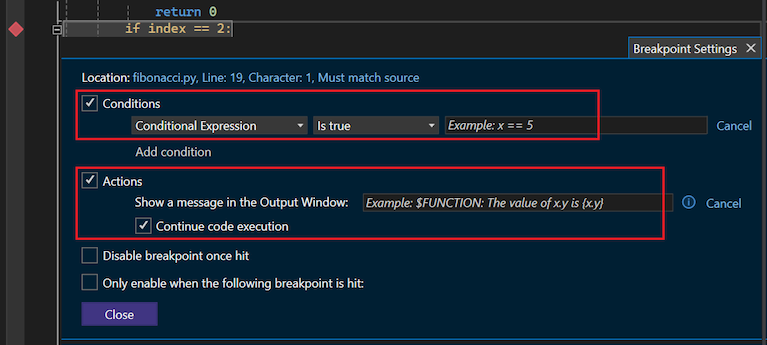 return 0
if index == 2:
Breakpoint Settings
Location: fibonacci.py, Line: 19, Character: 1, Must match source
Conditions
Conditional Expression Is true Example: x == 5 Cancel
Add condition
Actions
Show a message in the Output Window: Example: $FUNCTION: The value of x.y is {x.y} Cancel
Continue code execution
Disable breakpoint once hit
Only enable when the following breakpoint is hit:
Close